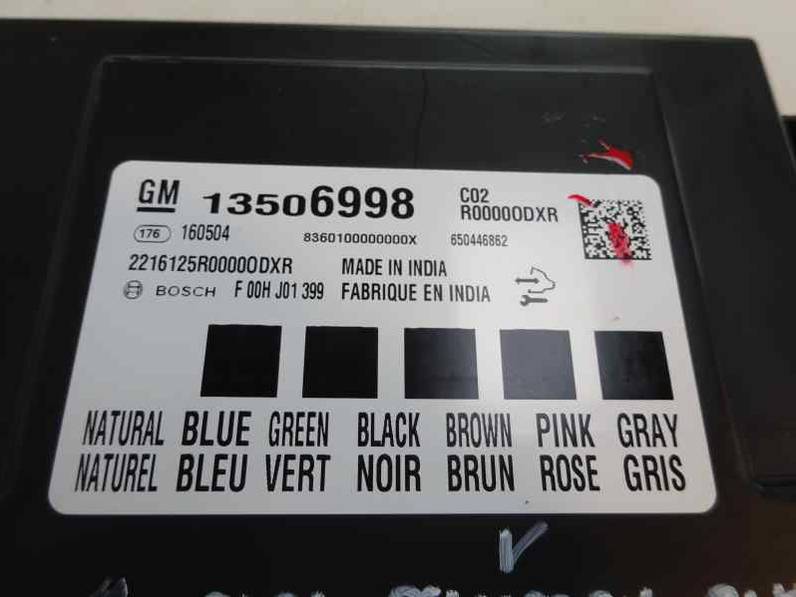 GM 13506998 C02
R00000DXR
176 160504 8360100000000X 650446862
2216125R00000DXR MADE IN INDIA
BOSCH F 00H J01 399 FABRIQUE EN INDIA
NATURAL BLUE GREEN BLACK BROWN PINK GRAY
NATUREL BLEU VERT NOIR BRUN ROSE GRIS